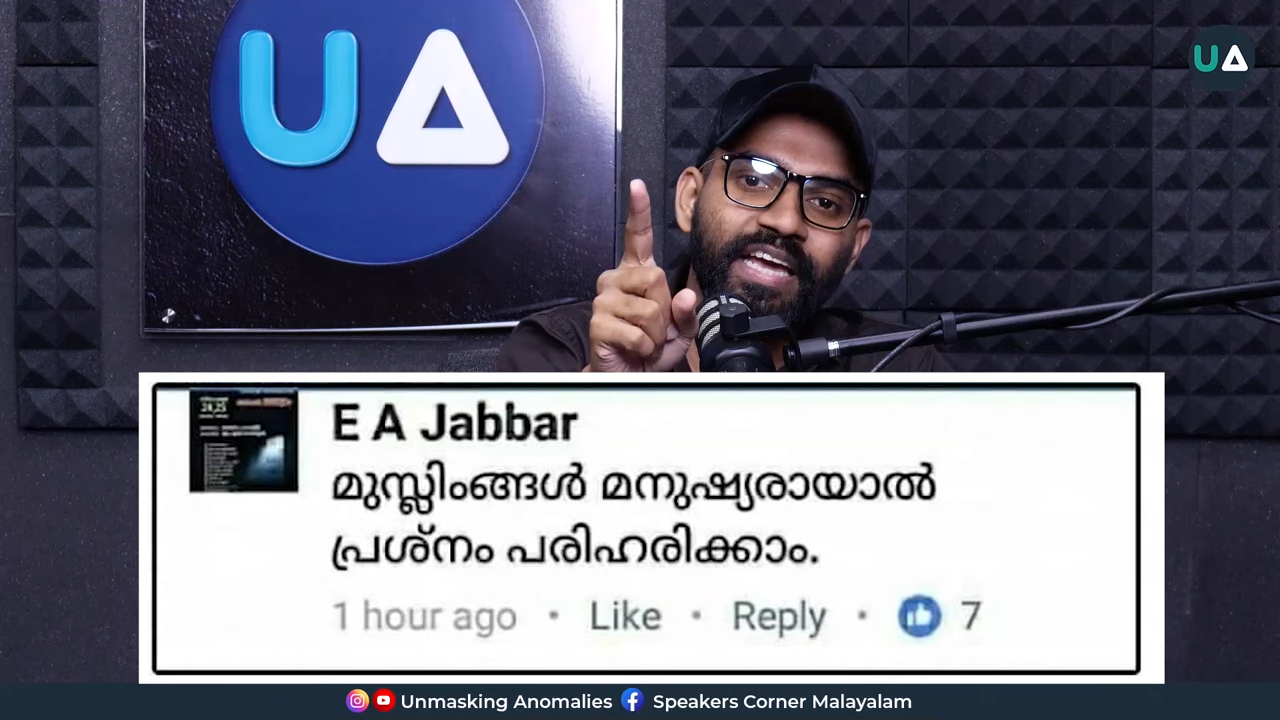 UA
UA
E A Jabbar
മുസ്ലിംങ്ങൾ മനുഷ്യരായാൽ
പ്രശ്നം പരിഹരിക്കാം.
1 hour ago • Like • Reply • 7
Unmasking Anomalies Speakers Corner Malayalam